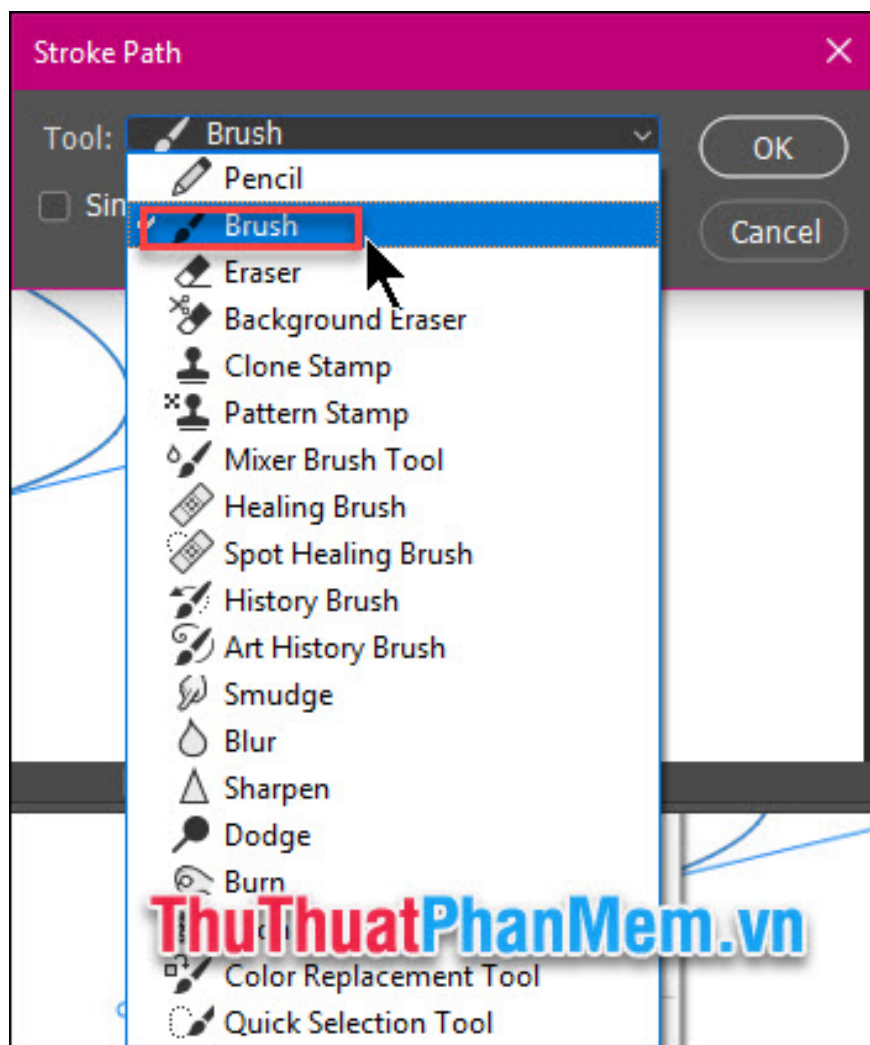 Stroke Path
Tool: Brush
OK
Pencil
Sin
Brush
Cancel
Eraser
Background Eraser
Clone Stamp
Pattern Stamp
Mixer Brush Tool
Healing Brush
Spot Healing Brush
History Brush
Art History Brush
Smudge
Blur
Sharpen
Dodge
Burn
ThuThuatPhanMem.vn
Color Replacement Tool
Quick Selection Tool